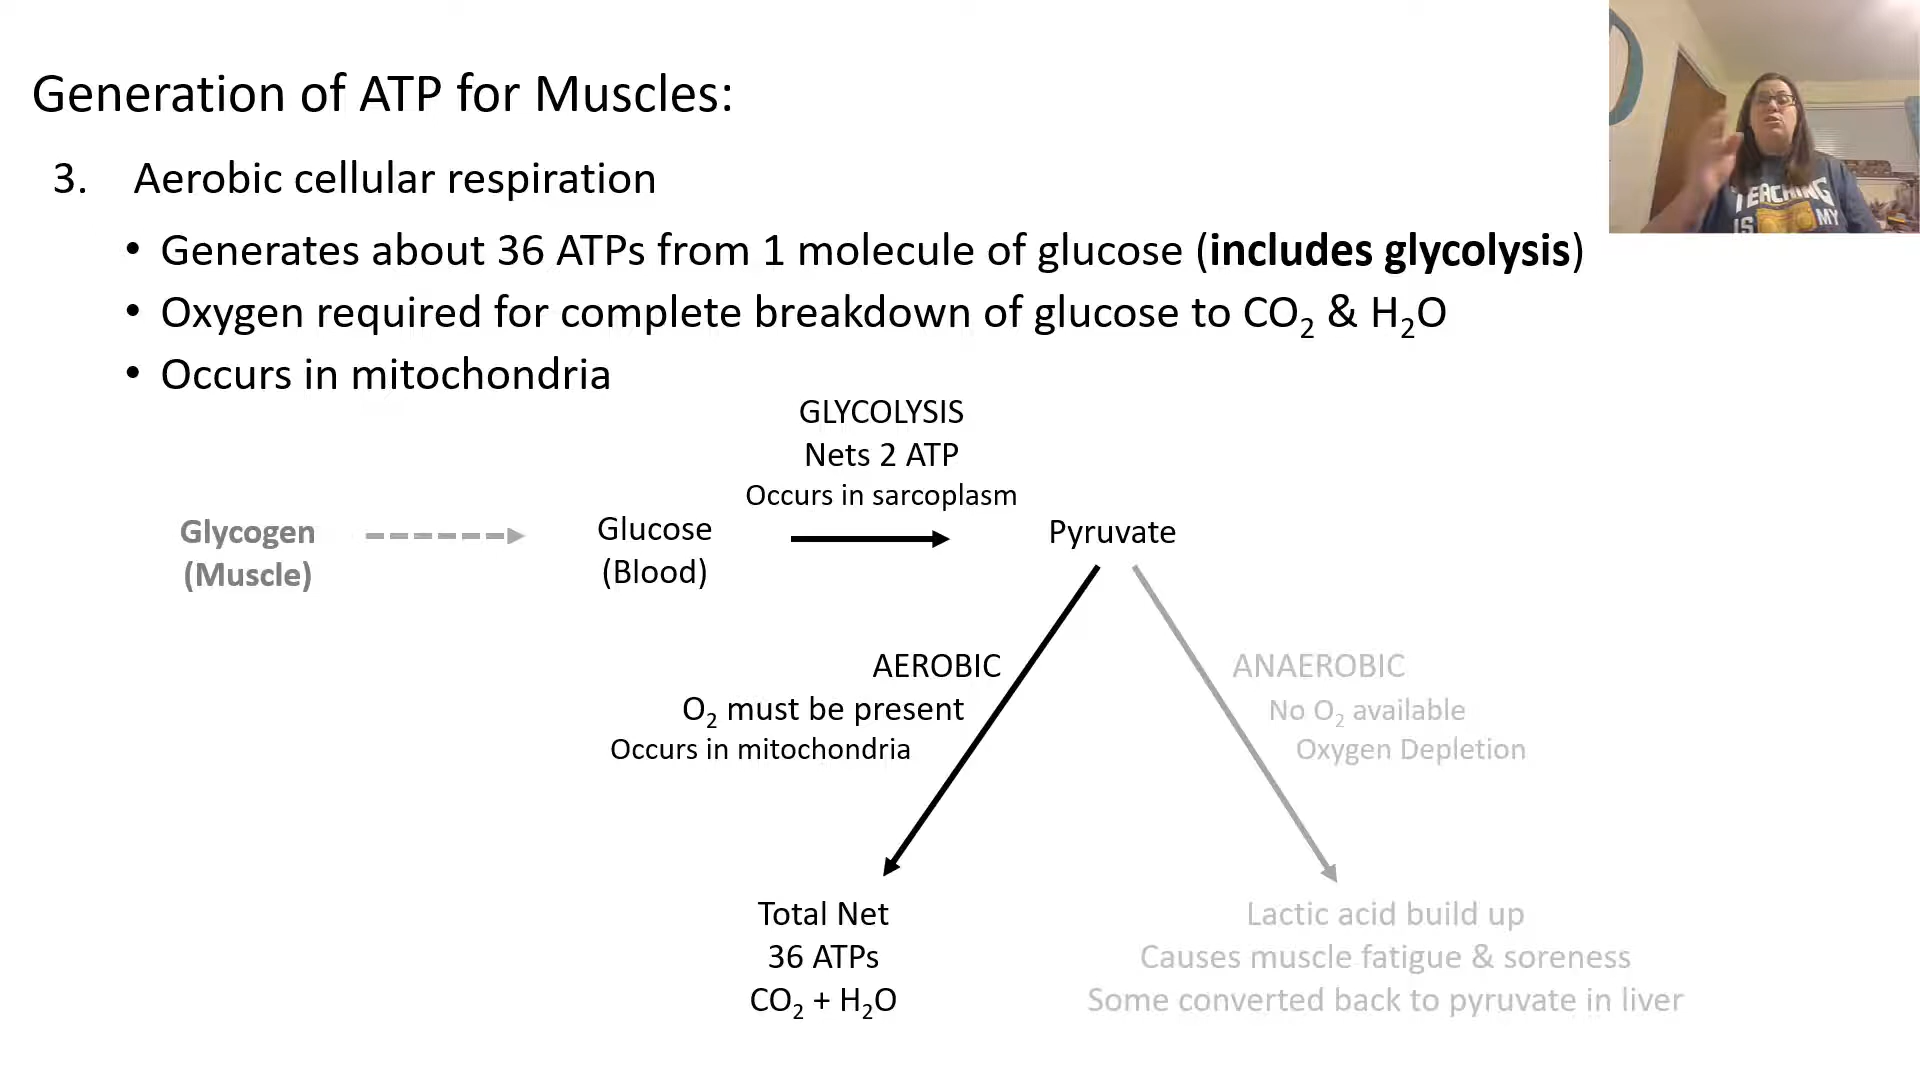 Generation of ATP for Muscles:
3. Aerobic cellular respiration
• Generates about 36 ATPs from 1 molecule of glucose (includes glycolysis)
• Oxygen required for complete breakdown of glucose to CO₂ & H₂O
• Occurs in mitochondria
GLYCOLYSIS
Nets 2 ATP
Occurs in sarcoplasm
Glycogen
(Muscle)
Glucose
(Blood)
Pyruvate
AEROBIC
O₂ must be present
Occurs in mitochondria
ANAEROBIC
No O₂ available
Oxygen Depletion
Total Net
36 ATPs
CO₂ + H₂O
Lactic acid build up
Causes muscle fatigue & soreness
Some converted back to pyruvate in liver
TEACHING
IS MY